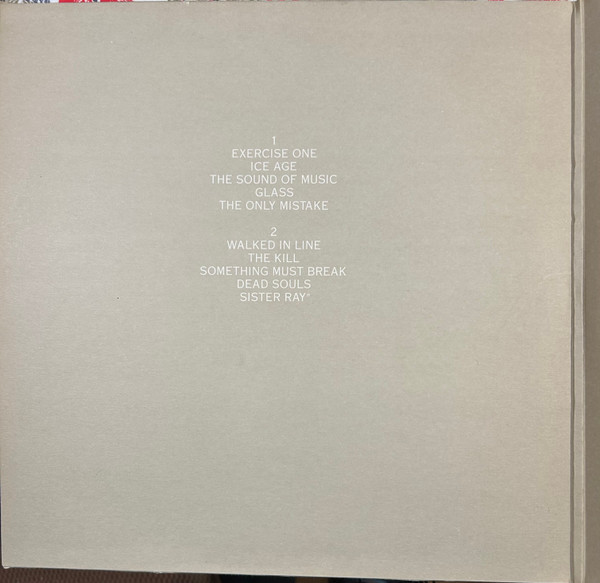 1
EXERCISE ONE
ICE AGE
THE SOUND OF MUSIC
GLASS
THE ONLY MISTAKE
2
WALKED IN LINE
THE KILL
SOMETHING MUST BREAK
DEAD SOULS
SISTER RAY*